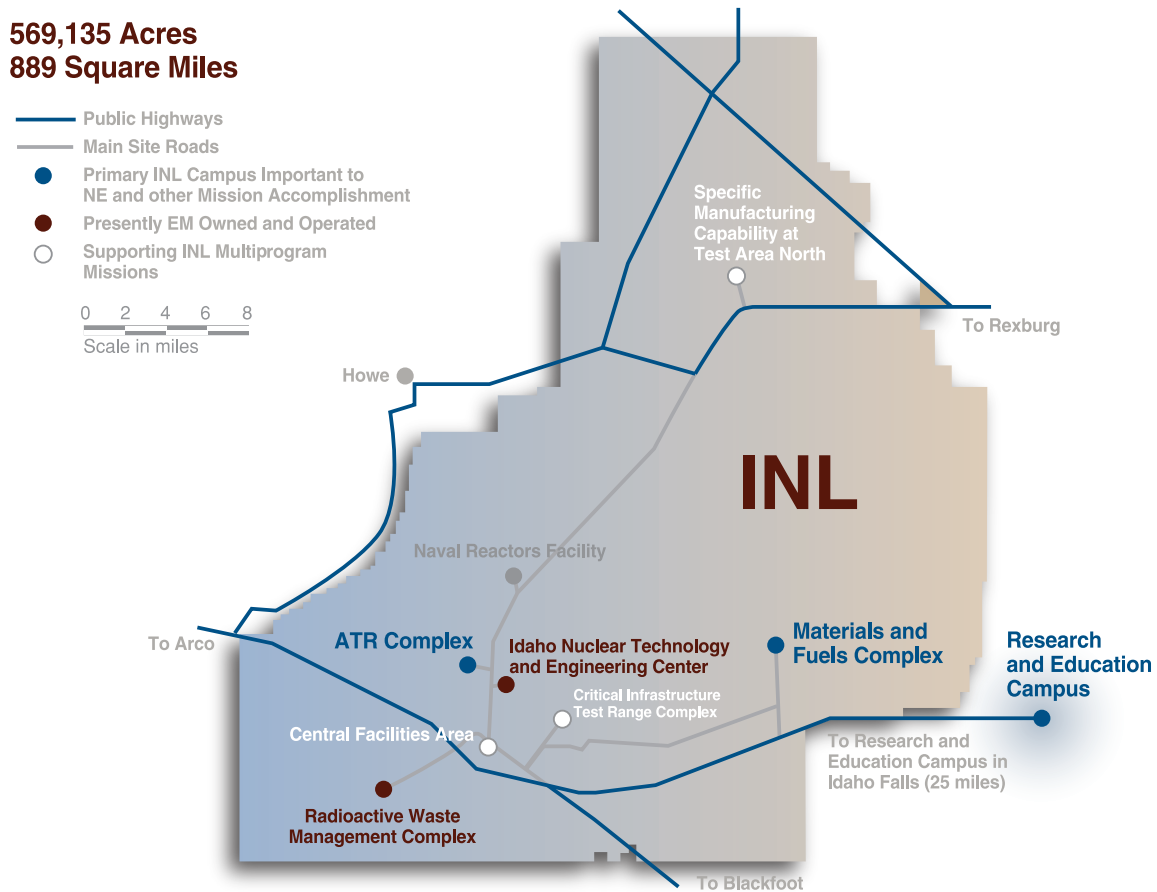 569,135 Acres
889 Square Miles
Public Highways
Main Site Roads
Primary INL Campus Important to
NE and other Mission Accomplishment
Presently EM Owned and Operated
Supporting INL Multiprogram
Missions
0 2 4 6 8
Scale in miles
Specific
Manufacturing
Capability at
Test Area North
To Rexburg
Howe
INL
Naval Reactors Facility
To Arco
ATR Complex
Idaho Nuclear Technology
and Engineering Center
Materials and
Fuels Complex
Research
and Education
Campus
Critical Infrastructure
Test Range Complex
Central Facilities Area
To Research and
Education Campus in
Idaho Falls (25 miles)
Radioactive Waste
Management Complex
To Blackfoot